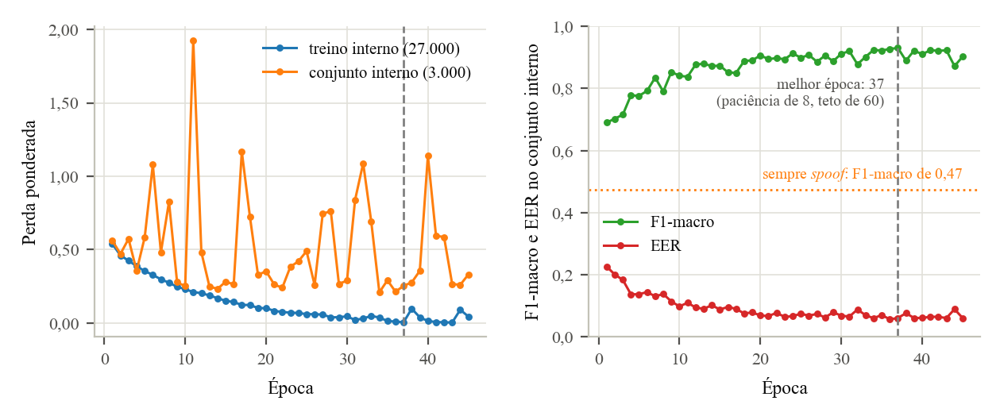 2,00
1,50
1,00
0,50
0,00
0
10
20
30
40
Época
Perda ponderada
treino interno (27.000)
conjunto interno (3.000)
1,0
0,8
0,6
0,4
0,2
0,0
0
10
20
30
40
Época
F1-macro e EER no conjunto interno
melhor época: 37
(paciência de 8, teto de 60)
sempre spoof: F1-macro de 0,47
F1-macro
EER